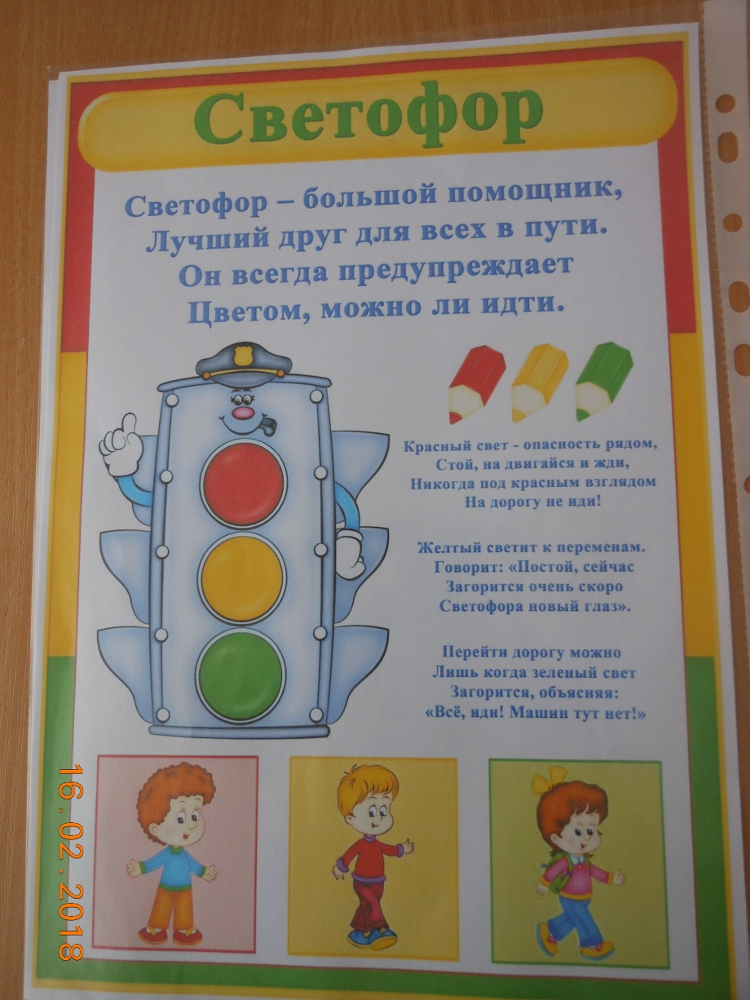 Светофор
Светофор – большой помощник,
Лучший друг для всех в пути.
Он всегда предупреждает
Цветом, можно ли идти.
Красный свет - опасность рядом,
Стой, на двигайся и жди,
Никогда под красным взглядом
На дорогу не иди!
Желтый светит к переменам.
Говорит: «Постой, сейчас
Загорится очень скоро
Светофора новый глаз».
Перейти дорогу можно
Лишь когда зеленый свет
Загорится, объясняя:
«Всё, иди! Машин тут нет!»
16.02.2018